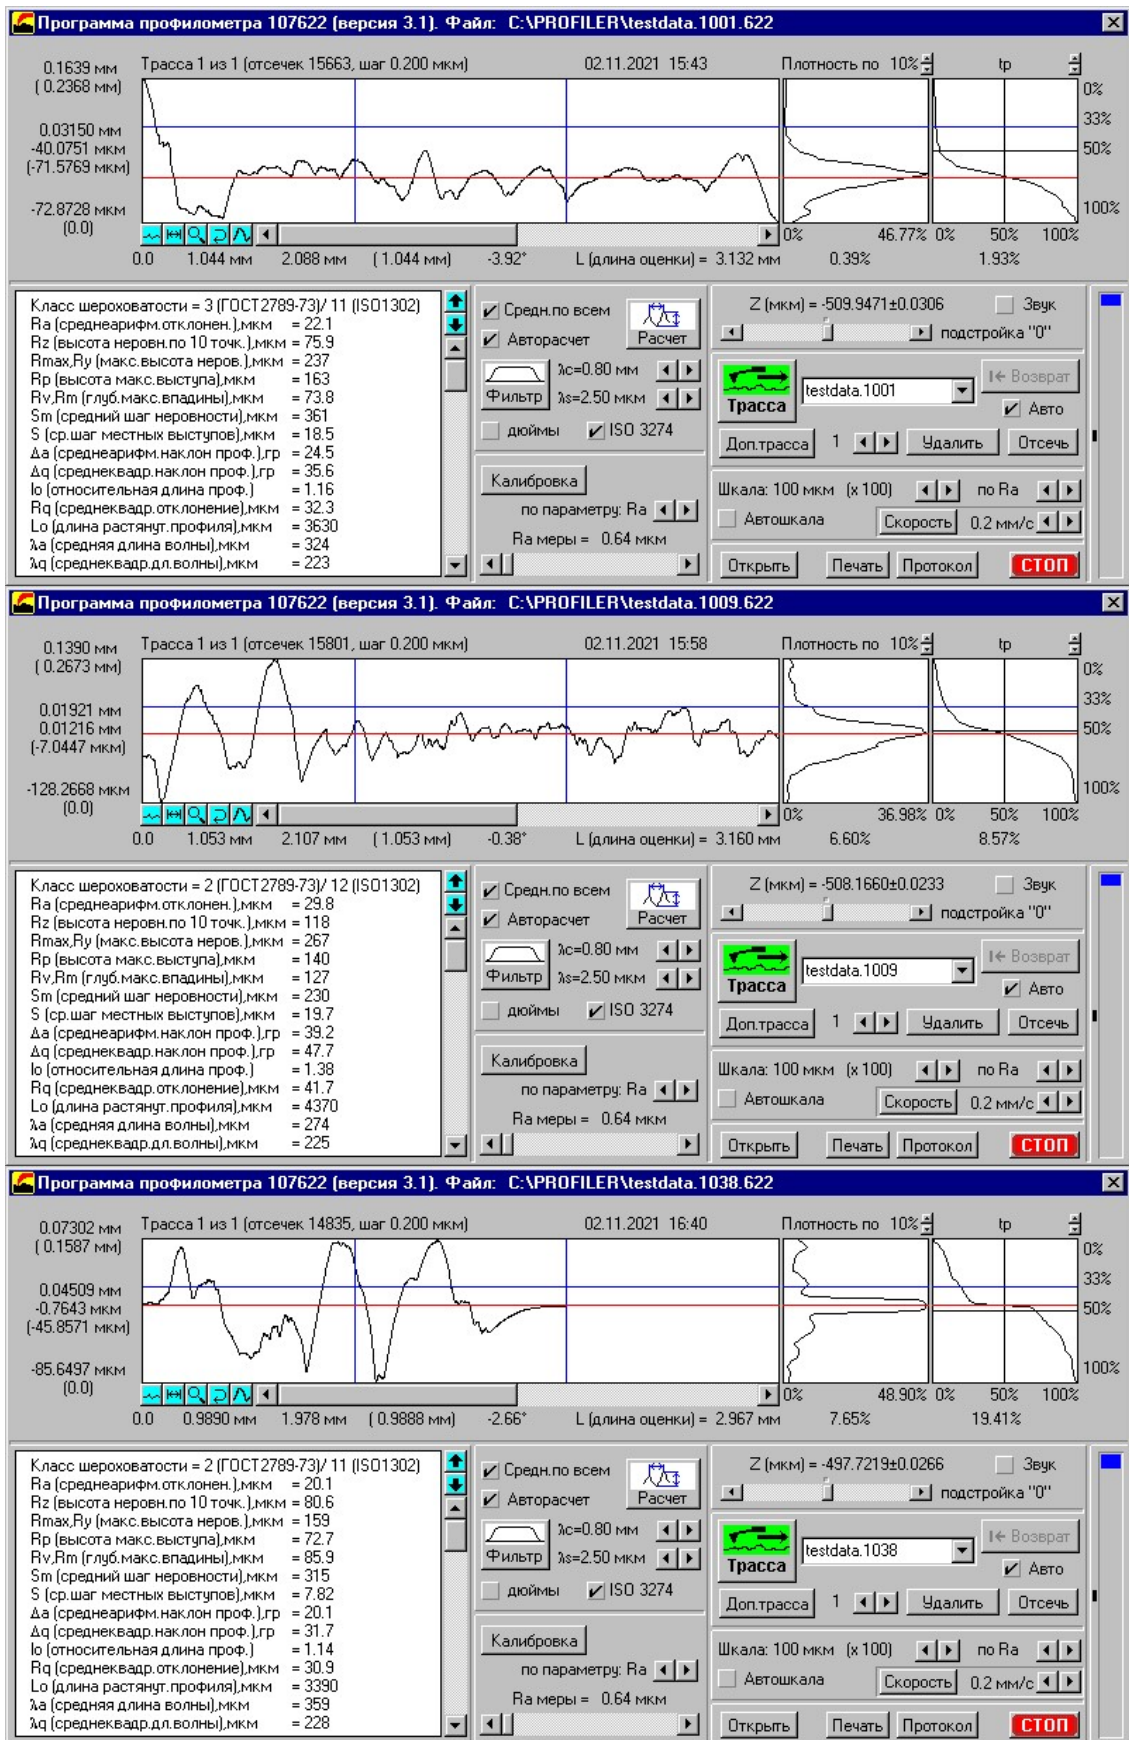 Программа профилометра 107622 (версия 3.1). Файл: C:\PROFILER\testdata.1001.622
0.1639 мм Трасса 1 из 1 (отсечек 15663, шаг 0.200 мкм) 02.11.2021 15:43 Плотность по 10% tp
( 0.2368 мм) 0%
33%
0.03150 мм
-40.0751 мкм 50%
(-71.5769 мкм)
-72.8728 мкм 100%
(0.0) 0% 46.77% 0% 50% 100%
0.0 1.044 мм 2.088 мм ( 1.044 мм) -3.92° L (длина оценки) = 3.132 мм 0.39% 1.93%
Класс шероховатости = 3 (ГОСТ2789-73)/ 11 (ISO1302)
Ra (среднеарифм.отклонен.),мкм = 22.1
Rz (высота неровн.по 10 точк.),мкм = 75.9
Rmax,Ry (макс.высота неров.),мкм = 237
Rp (высота макс.выступа),мкм = 163
Rv,Rm (глуб.макс.впадины),мкм = 73.8
Sm (средний шаг неровности),мкм = 361
S (ср.шаг местных выступов),мкм = 18.5
Δa (среднеарифм.наклон проф.),гр = 24.5
Δq (среднеквадр.наклон проф.),гр = 35.6
lo (относительная длина проф.) = 1.16
Rq (среднеквадр.отклонение),мкм = 32.3
Lo (длина растянут.профиля),мкм = 3630
λa (средняя длина волны),мкм = 324
λq (среднеквадр.дл.волны),мкм = 223
Средн.по всем
Авторасчет Расчет
Фильтр λc=0.80 мм
λs=2.50 мкм
дюймы ISO 3274
Калибровка
по параметру: Ra
Ra меры = 0.64 мкм
Z (мкм) = -509.9471±0.0306 Звук
подстройка "0"
Трасса testdata.1001 Возврат
Авто
Доп.трасса 1 Удалить Отсечь
Шкала: 100 мкм (x 100) по Ra
Автошкала Скорость 0.2 мм/с
Открыть Печать Протокол СТОП
Программа профилометра 107622 (версия 3.1). Файл: C:\PROFILER\testdata.1009.622
0.1390 мм Трасса 1 из 1 (отсечек 15801, шаг 0.200 мкм) 02.11.2021 15:58 Плотность по 10% tp
( 0.2673 мм) 0%
33%
0.01921 мм
0.01216 мм 50%
(-7.0447 мкм)
-128.2668 мкм 100%
(0.0) 0% 36.98% 0% 50% 100%
0.0 1.053 мм 2.107 мм ( 1.053 мм) -0.38° L (длина оценки) = 3.160 мм 6.60% 8.57%
Класс шероховатости = 2 (ГОСТ2789-73)/ 12 (ISO1302)
Ra (среднеарифм.отклонен.),мкм = 29.8
Rz (высота неровн.по 10 точк.),мкм = 118
Rmax,Ry (макс.высота неров.),мкм = 267
Rp (высота макс.выступа),мкм = 140
Rv,Rm (глуб.макс.впадины),мкм = 127
Sm (средний шаг неровности),мкм = 230
S (ср.шаг местных выступов),мкм = 19.7
Δa (среднеарифм.наклон проф.),гр = 39.2
Δq (среднеквадр.наклон проф.),гр = 47.7
lo (относительная длина проф.) = 1.38
Rq (среднеквадр.отклонение),мкм = 41.7
Lo (длина растянут.профиля),мкм = 4370
λa (средняя длина волны),мкм = 274
λq (среднеквадр.дл.волны),мкм = 225
Средн.по всем
Авторасчет Расчет
Фильтр λc=0.80 мм
λs=2.50 мкм
дюймы ISO 3274
Калибровка
по параметру: Ra
Ra меры = 0.64 мкм
Z (мкм) = -508.1660±0.0233 Звук
подстройка "0"
Трасса testdata.1009 Возврат
Авто
Доп.трасса 1 Удалить Отсечь
Шкала: 100 мкм (x 100) по Ra
Автошкала Скорость 0.2 мм/с
Открыть Печать Протокол СТОП
Программа профилометра 107622 (версия 3.1). Файл: C:\PROFILER\testdata.1038.622
0.07302 мм Трасса 1 из 1 (отсечек 14835, шаг 0.200 мкм) 02.11.2021 16:40 Плотность по 10% tp
( 0.1587 мм) 0%
33%
0.04509 мм
-0.7643 мкм 50%
(-45.8571 мкм)
-85.6497 мкм 100%
(0.0) 0% 48.90% 0% 50% 100%
0.0 0.9890 мм 1.978 мм ( 0.9888 мм) -2.66° L (длина оценки) = 2.967 мм 7.65% 19.41%
Класс шероховатости = 2 (ГОСТ2789-73)/ 11 (ISO1302)
Ra (среднеарифм.отклонен.),мкм = 20.1
Rz (высота неровн.по 10 точк.),мкм = 80.6
Rmax,Ry (макс.высота неров.),мкм = 159
Rp (высота макс.выступа),мкм = 72.7
Rv,Rm (глуб.макс.впадины),мкм = 85.9
Sm (средний шаг неровности),мкм = 315
S (ср.шаг местных выступов),мкм = 7.82
Δa (среднеарифм.наклон проф.),гр = 20.1
Δq (среднеквадр.наклон проф.),гр = 31.7
lo (относительная длина проф.) = 1.14
Rq (среднеквадр.отклонение),мкм = 30.9
Lo (длина растянут.профиля),мкм = 3390
λa (средняя длина волны),мкм = 359
λq (среднеквадр.дл.волны),мкм = 228
Средн.по всем
Авторасчет Расчет
Фильтр λc=0.80 мм
λs=2.50 мкм
дюймы ISO 3274
Калибровка
по параметру: Ra
Ra меры = 0.64 мкм
Z (мкм) = -497.7219±0.0266 Звук
подстройка "0"
Трасса testdata.1038 Возврат
Авто
Доп.трасса 1 Удалить Отсечь
Шкала: 100 мкм (x 100) по Ra
Автошкала Скорость 0.2 мм/с
Открыть Печать Протокол СТОП